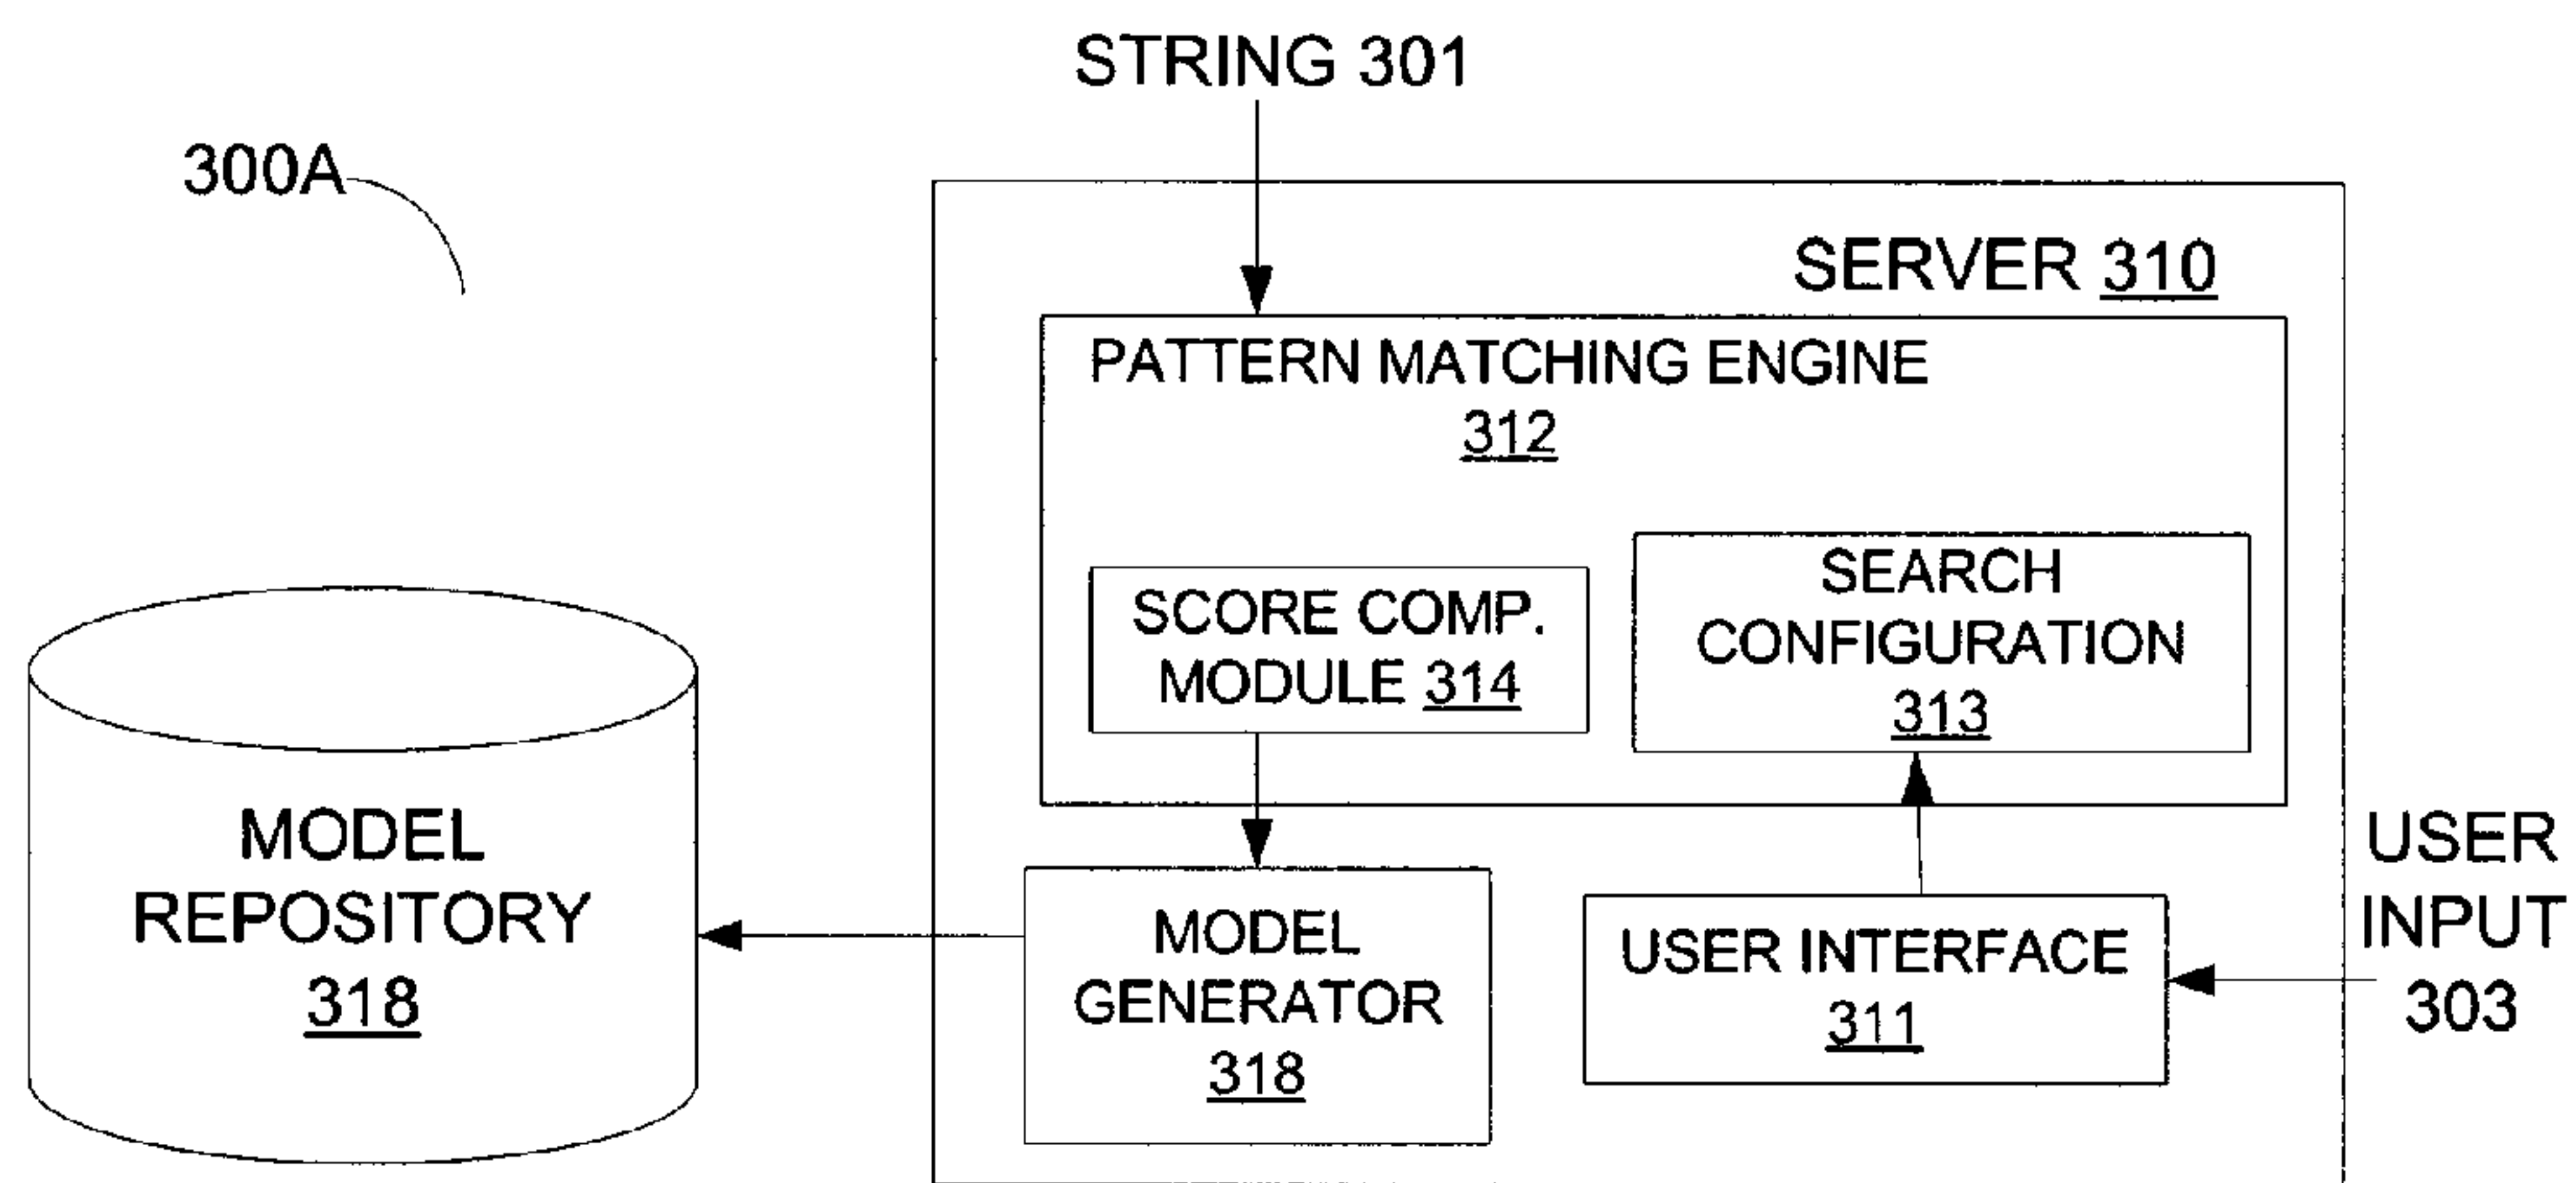 STRING 301
300A
SERVER 310
PATTERN MATCHING ENGINE
312
SCORE COMP.
MODULE 314
SEARCH
CONFIGURATION
313
MODEL
REPOSITORY
318
MODEL
GENERATOR
318
USER INTERFACE
311
USER
INPUT
303